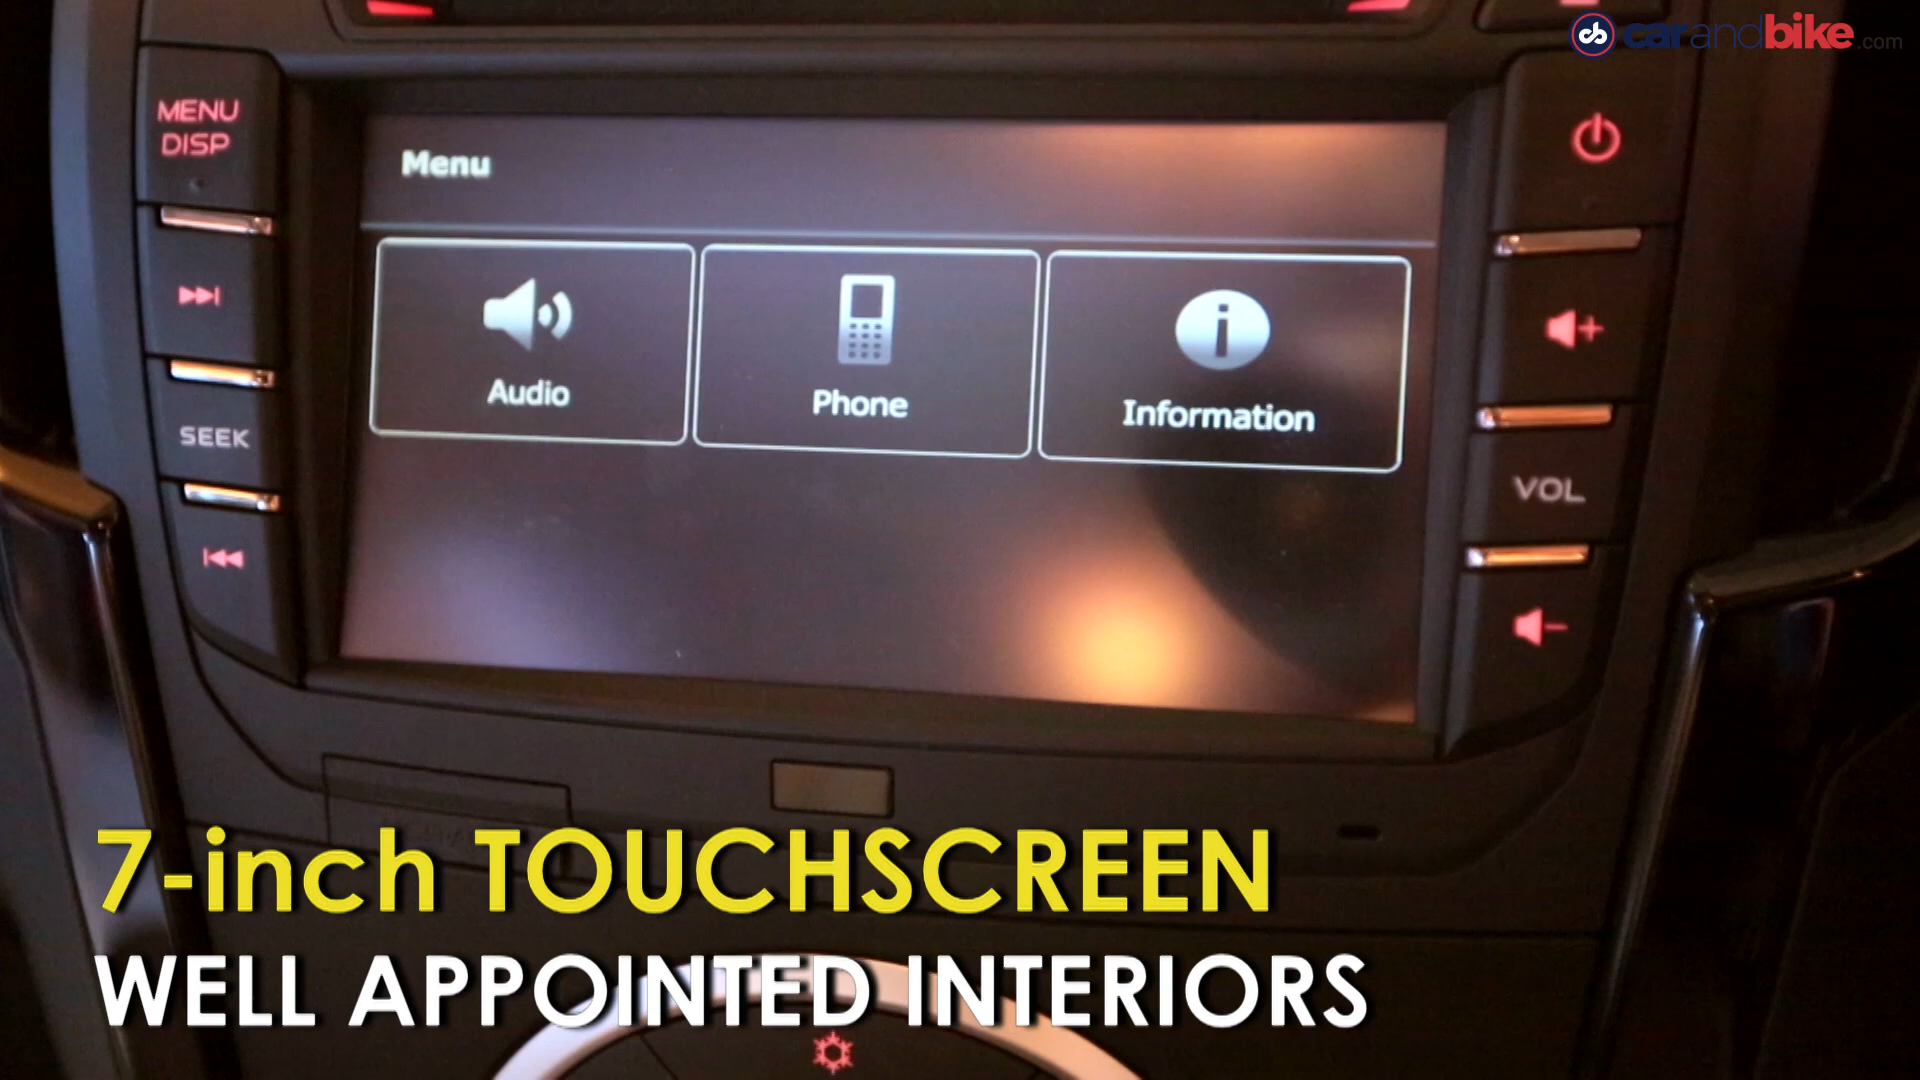 carandbike.com
MENU
DISP
Menu
Audio
Phone
Information
SEEK
VOL
7-inch TOUCHSCREEN
WELL APPOINTED INTERIORS